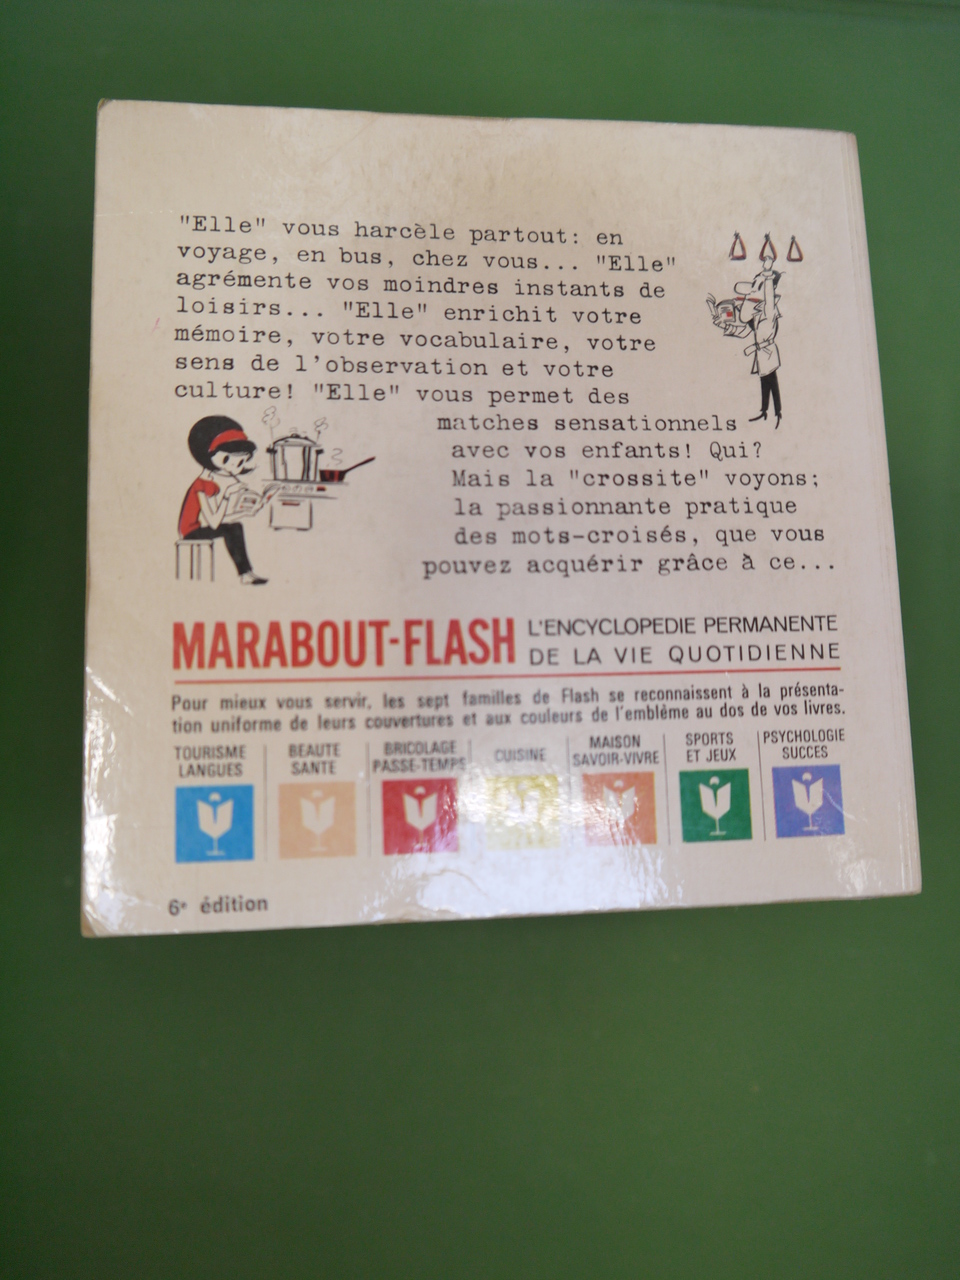 "Elle" vous harcèle partout: en
voyage, en bus, chez vous... "Elle"
agrémente vos moindres instants de
loisirs... "Elle" enrichit votre
mémoire, votre vocabulaire, votre
sens de l'observation et votre
culture! "Elle" vous permet des
matches sensationnels
avec vos enfants! Qui?
Mais la "crossite" voyons;
la passionnante pratique
des mots-croisés, que vous
pouvez acquérir grâce à ce...
MARABOUT-FLASH
L'ENCYCLOPEDIE PERMANENTE
DE LA VIE QUOTIDIENNE
Pour mieux vous servir, les sept familles de Flash se reconnaissent à la présenta-
tion uniforme de leurs couvertures et aux couleurs de l'emblème au dos de vos livres.
TOURISME
LANGUES
BEAUTE
SANTE
BRICOLAGE
PASSE-TEMPS
CUISINE
MAISON
SAVOIR-VIVRE
SPORTS
ET JEUX
PSYCHOLOGIE
SUCCES
6e édition